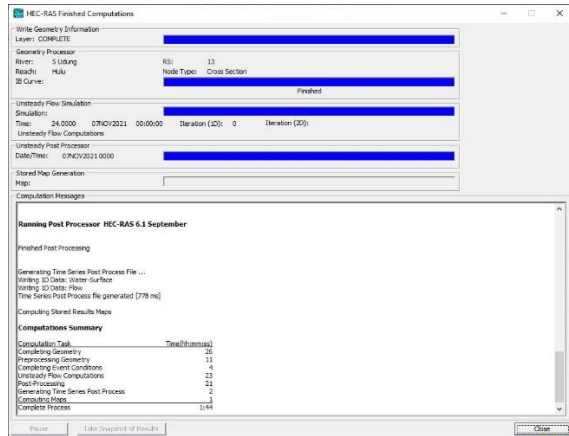 HEC-RAS Finished Computations
Write Geometry Information
Layer: COMPLETE
Geometry Processor
River: S Udung RS: 13
Reach: Hulu Node Type: Cross Section
IB Curve:
Finished
Unsteady Flow Simulation
Simulation:
Time: 24.0000 07NOV2021 00:00:00 Iteration (1D): 0 Iteration (2D):
Unsteady Flow Computations
Unsteady Post Processor
Date/Time: 07NOV2021 0000
Stored Map Generation
Map:
Computation Messages
Running Post Processor HEC-RAS 6.1 September
Finished Post Processing
Generating Time Series Post Process File ...
Writing 1D Data: Water-Surface
Writing 1D Data: Flow
Time Series Post Process file generated [778 ms]
Computing Stored Results Maps
Computations Summary
Computation Task Time(hh:mm:ss)
Completing Geometry 26
Preprocessing Geometry 11
Completing Event Conditions 4
Unsteady Flow Computations 23
Post-Processing 21
Generating Time Series Post Process 2
Computing Maps 1
Complete Process 1:44
Pause Take Snapshot of Results Close